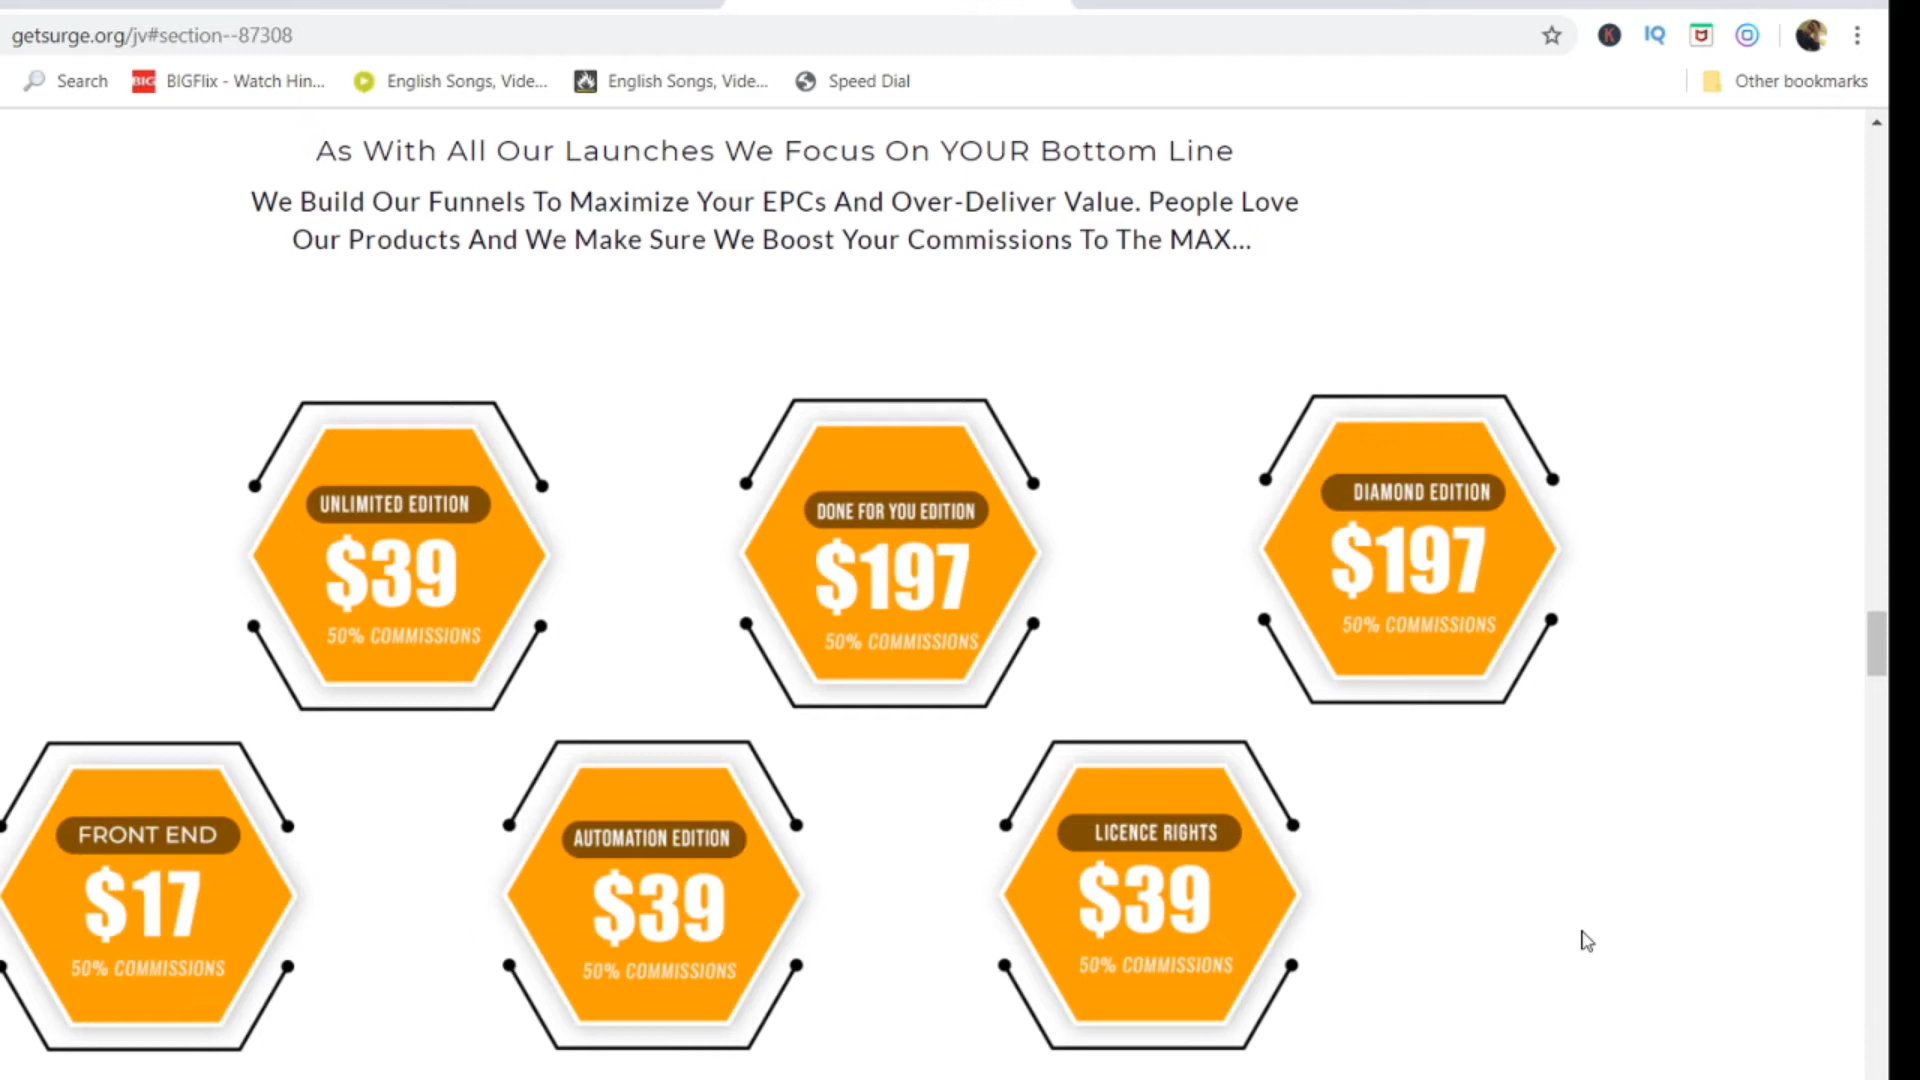 getsurge.org/jv#section--87308
IQ
Search
BIG
BIGFlix - Watch Hin...
English Songs, Vide...
English Songs, Vide...
Speed Dial
Other bookmarks
As With All Our Launches We Focus On YOUR Bottom Line
We Build Our Funnels To Maximize Your EPCs And Over-Deliver Value. People Love
Our Products And We Make Sure We Boost Your Commissions To The MAX...
UNLIMITED EDITION
$39
50% COMMISSIONS
DONE FOR YOU EDITION
$197
50% COMMISSIONS
DIAMOND EDITION
$197
50% COMMISSIONS
FRONT END
$17
50% COMMISSIONS
AUTOMATION EDITION
$39
50% COMMISSIONS
LICENCE RIGHTS
$39
50% COMMISSIONS